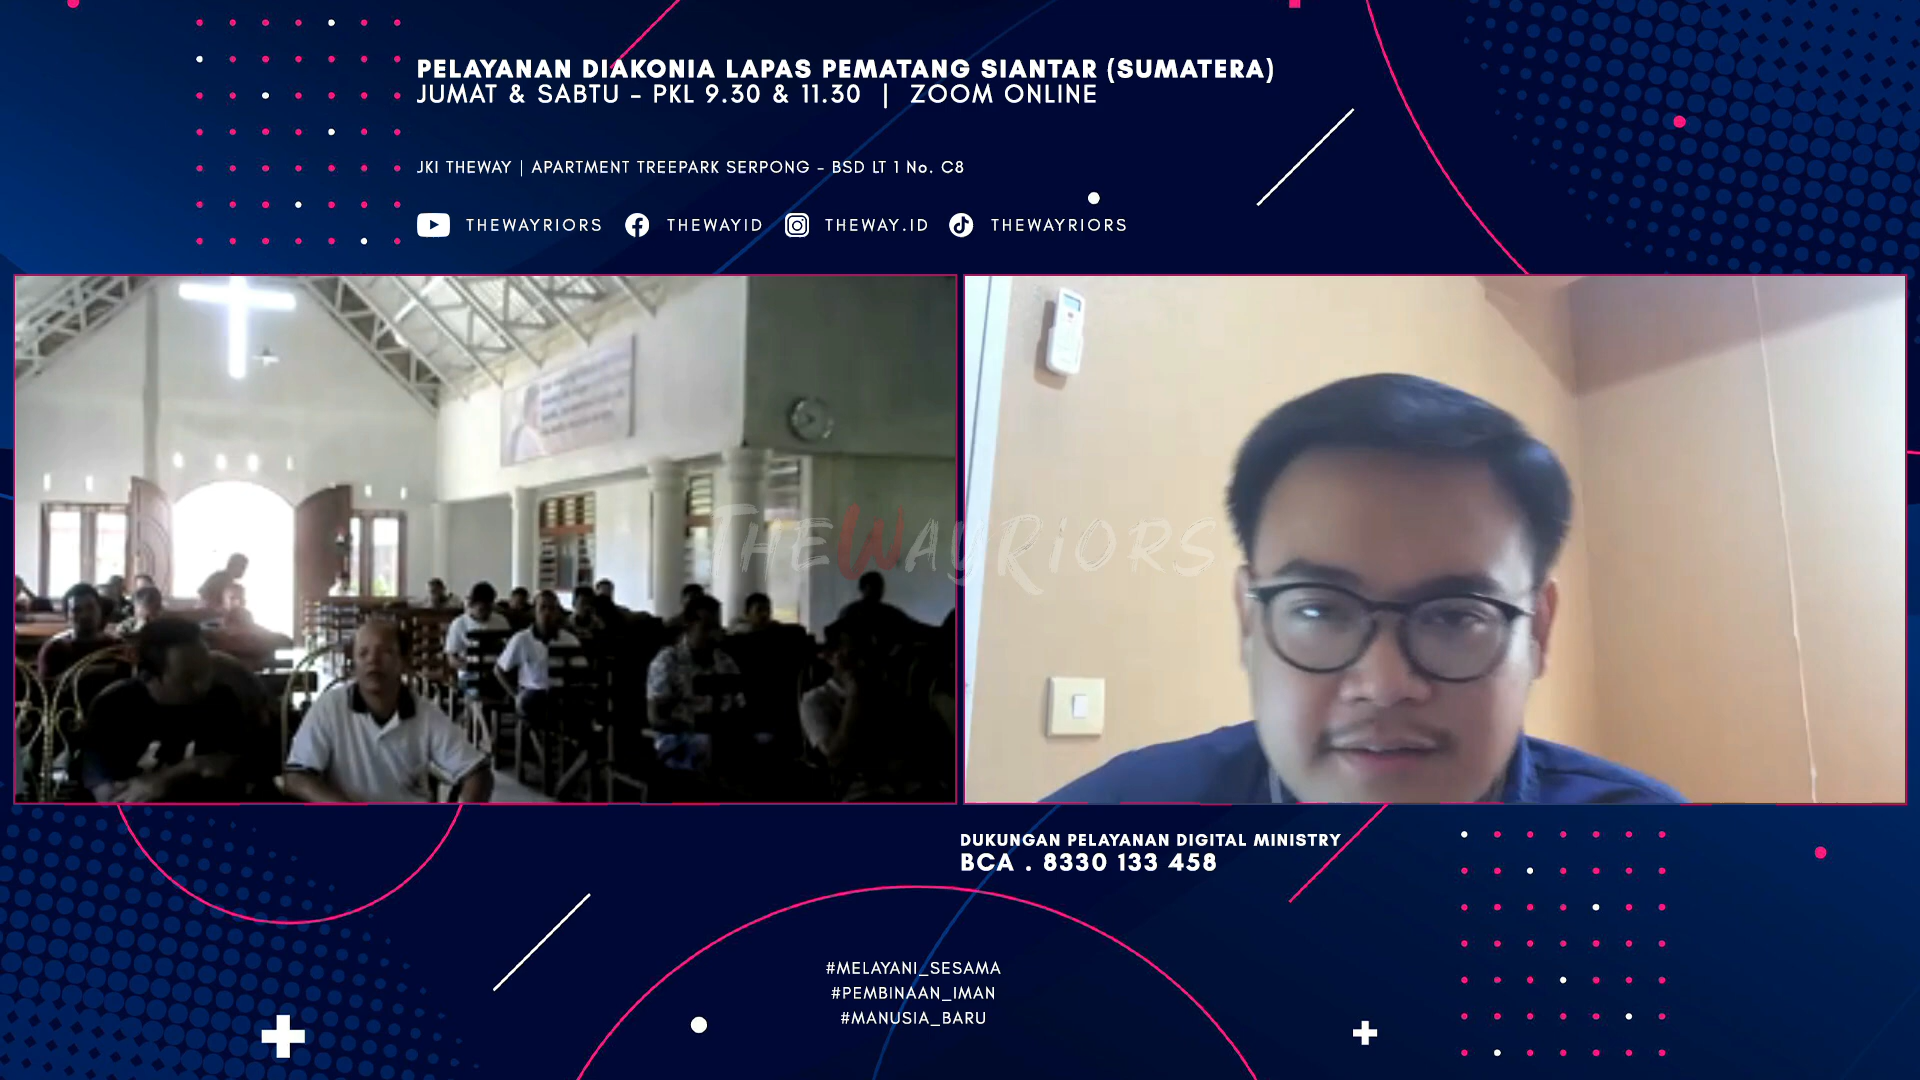 PELAYANAN DIAKONIA LAPAS PEMATANG SIANTAR (SUMATERA)
JUMAT & SABTU - PKL 9.30 & 11.30 | ZOOM ONLINE
JKI THEWAY | APARTMENT TREEPARK SERPONG - BSD LT 1 No. C8
THEWAYRIORS THEWAYID THEWAY.ID THEWAYRIORS
THEWAYRIORS
DUKUNGAN PELAYANAN DIGITAL MINISTRY
BCA . 8330 133 458
#MELAYANI_SESAMA
#PEMBINAAN_IMAN
#MANUSIA_BARU